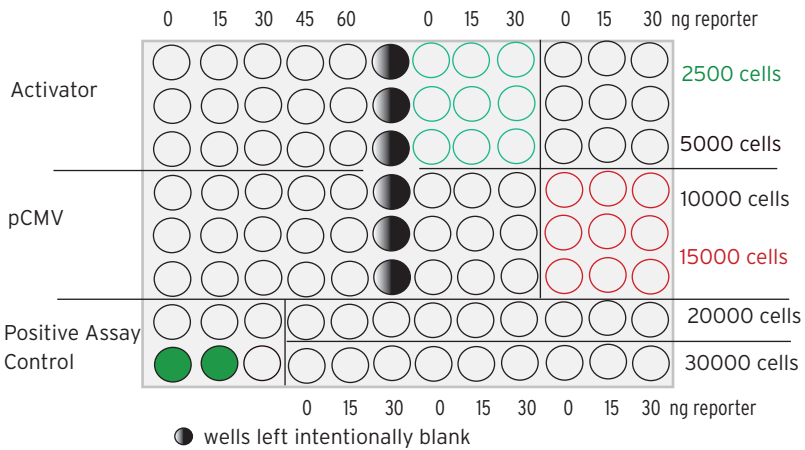 0 15 30 45 60 0 15 30 0 15 30 ng reporter
Activator
2500 cells
5000 cells
pCMV
10000 cells
15000 cells
Positive Assay
Control
20000 cells
30000 cells
0 15 30 0 15 30 0 15 30 ng reporter
wells left intentionally blank